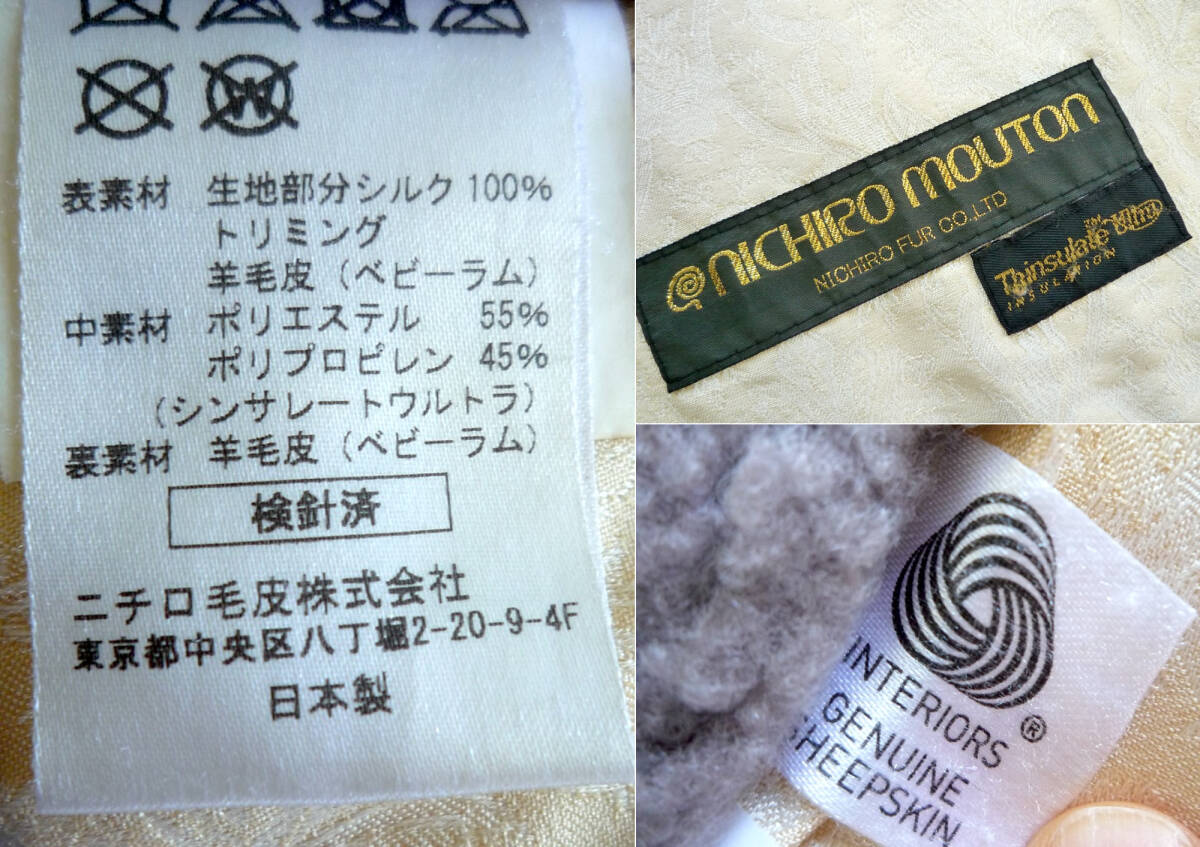 W
表素材 生地部分シルク 100%
トリミング
羊毛皮(ベビーラム)
中素材 ポリエステル 55%
ポリプロピレン 45%
(シンサレートウルトラ)
裏素材 羊毛皮(ベビーラム)
検針済
ニチロ毛皮株式会社
東京都中央区八丁堀2-20-9-4F
日本製
NICHIRO MOUTON
NICHIRO FUR CO.LTD
Thinsulate Ultra
INSULATION
INTERIORS
GENUINE
SHEEPSKIN
®